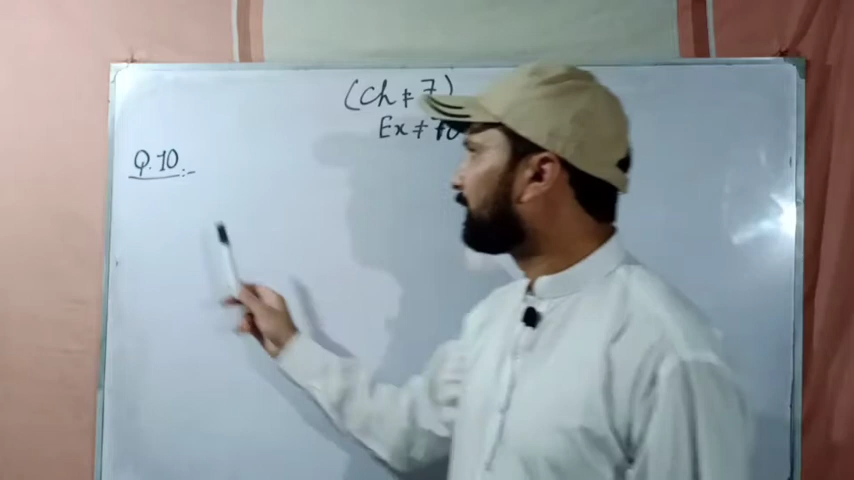 (Ch # 7)
Ex #
Q.10:-